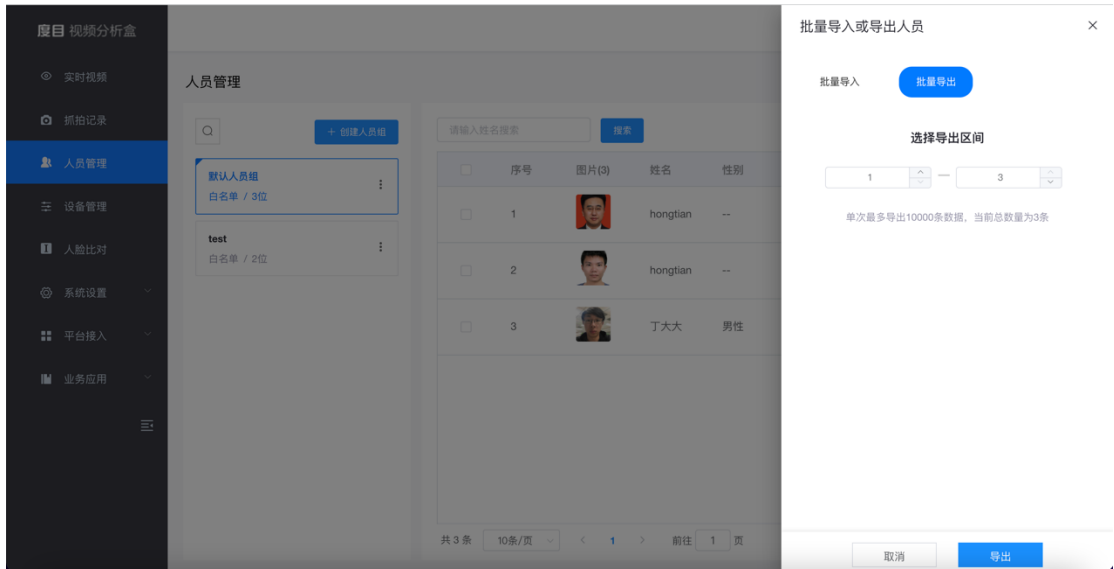 度目 视频分析盒
实时视频
抓拍记录
人员管理
设备管理
人脸比对
系统设置
平台接入
业务应用
人员管理
+ 创建人员组
默认人员组
白名单 / 3位
test
白名单 / 2位
请输入姓名搜索 搜索
序号 图片(3) 姓名 性别
1 hongtian --
2 hongtian --
3 丁大大 男性
共 3 条 10条/页 < 1 > 前往 1 页
批量导入或导出人员 ×
批量导入 批量导出
选择导出区间
1 — 3
单次最多导出10000条数据，当前总数量为3条
取消 导出